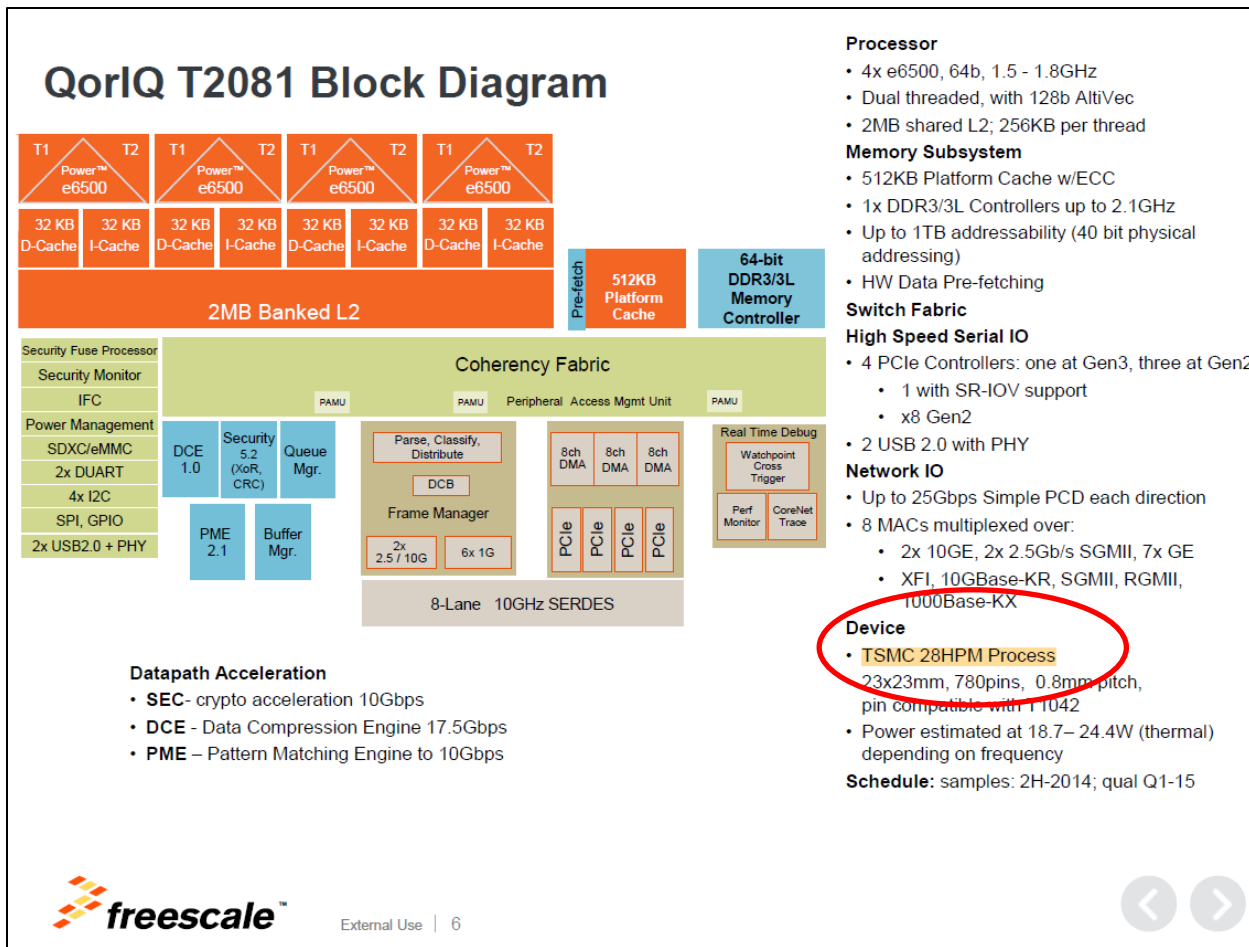 QorIQ T2081 Block Diagram
T1 T2 T1 T2 T1 T2 T1 T2
Power™ Power™ Power™ Power™
e6500 e6500 e6500 e6500
32 KB 32 KB 32 KB 32 KB 32 KB 32 KB 32 KB 32 KB
D-Cache I-Cache D-Cache I-Cache D-Cache I-Cache D-Cache I-Cache
2MB Banked L2
Pre-fetch
512KB
Platform
Cache
64-bit
DDR3/3L
Memory
Controller
Security Fuse Processor
Security Monitor
IFC
Power Management
SDXC/eMMC
2x DUART
4x I2C
SPI, GPIO
2x USB2.0 + PHY
Coherency Fabric
PAMU PAMU Peripheral Access Mgmt Unit PAMU
DCE
1.0
Security
5.2
(XoR,
CRC)
Queue
Mgr.
PME
2.1
Buffer
Mgr.
Parse, Classify,
Distribute
DCB
Frame Manager
2x
2.5 / 10G
6x 1G
8ch
DMA
8ch
DMA
8ch
DMA
PCIe
PCIe
PCIe
PCIe
Real Time Debug
Watchpoint
Cross
Trigger
Perf
Monitor
CoreNet
Trace
8-Lane 10GHz SERDES
Datapath Acceleration
• SEC- crypto acceleration 10Gbps
• DCE - Data Compression Engine 17.5Gbps
• PME – Pattern Matching Engine to 10Gbps
Processor
• 4x e6500, 64b, 1.5 - 1.8GHz
• Dual threaded, with 128b AltiVec
• 2MB shared L2; 256KB per thread
Memory Subsystem
• 512KB Platform Cache w/ECC
• 1x DDR3/3L Controllers up to 2.1GHz
• Up to 1TB addressability (40 bit physical
addressing)
• HW Data Pre-fetching
Switch Fabric
High Speed Serial IO
• 4 PCIe Controllers: one at Gen3, three at Gen2
• 1 with SR-IOV support
• x8 Gen2
• 2 USB 2.0 with PHY
Network IO
• Up to 25Gbps Simple PCD each direction
• 8 MACs multiplexed over:
• 2x 10GE, 2x 2.5Gb/s SGMII, 7x GE
• XFI, 10GBase-KR, SGMII, RGMII,
1000Base-KX
Device
• TSMC 28HPM Process
23x23mm, 780pins, 0.8mm pitch,
pin compatible with T1042
• Power estimated at 18.7– 24.4W (thermal)
depending on frequency
Schedule: samples: 2H-2014; qual Q1-15
freescale™
External Use | 6